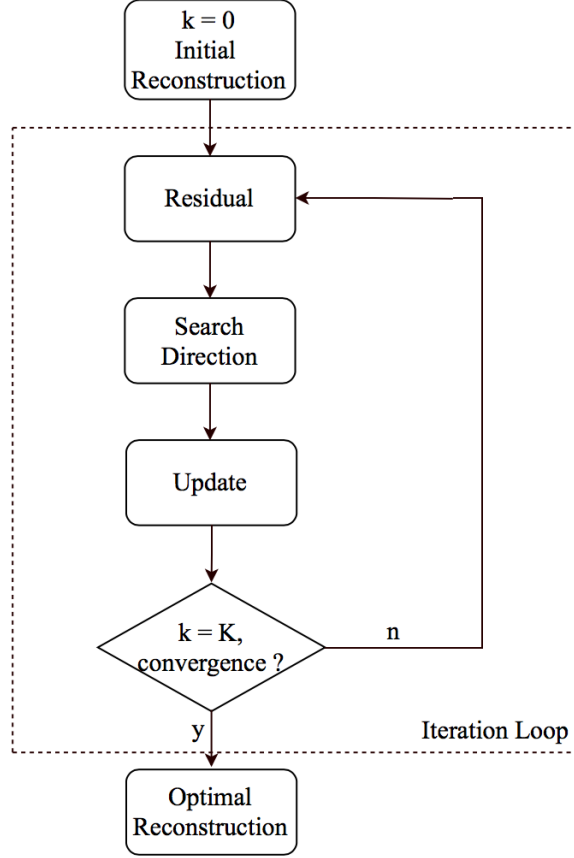 k = 0
Initial
Reconstruction
Residual
Search
Direction
Update
k = K,
convergence ?
n
y
Iteration Loop
Optimal
Reconstruction